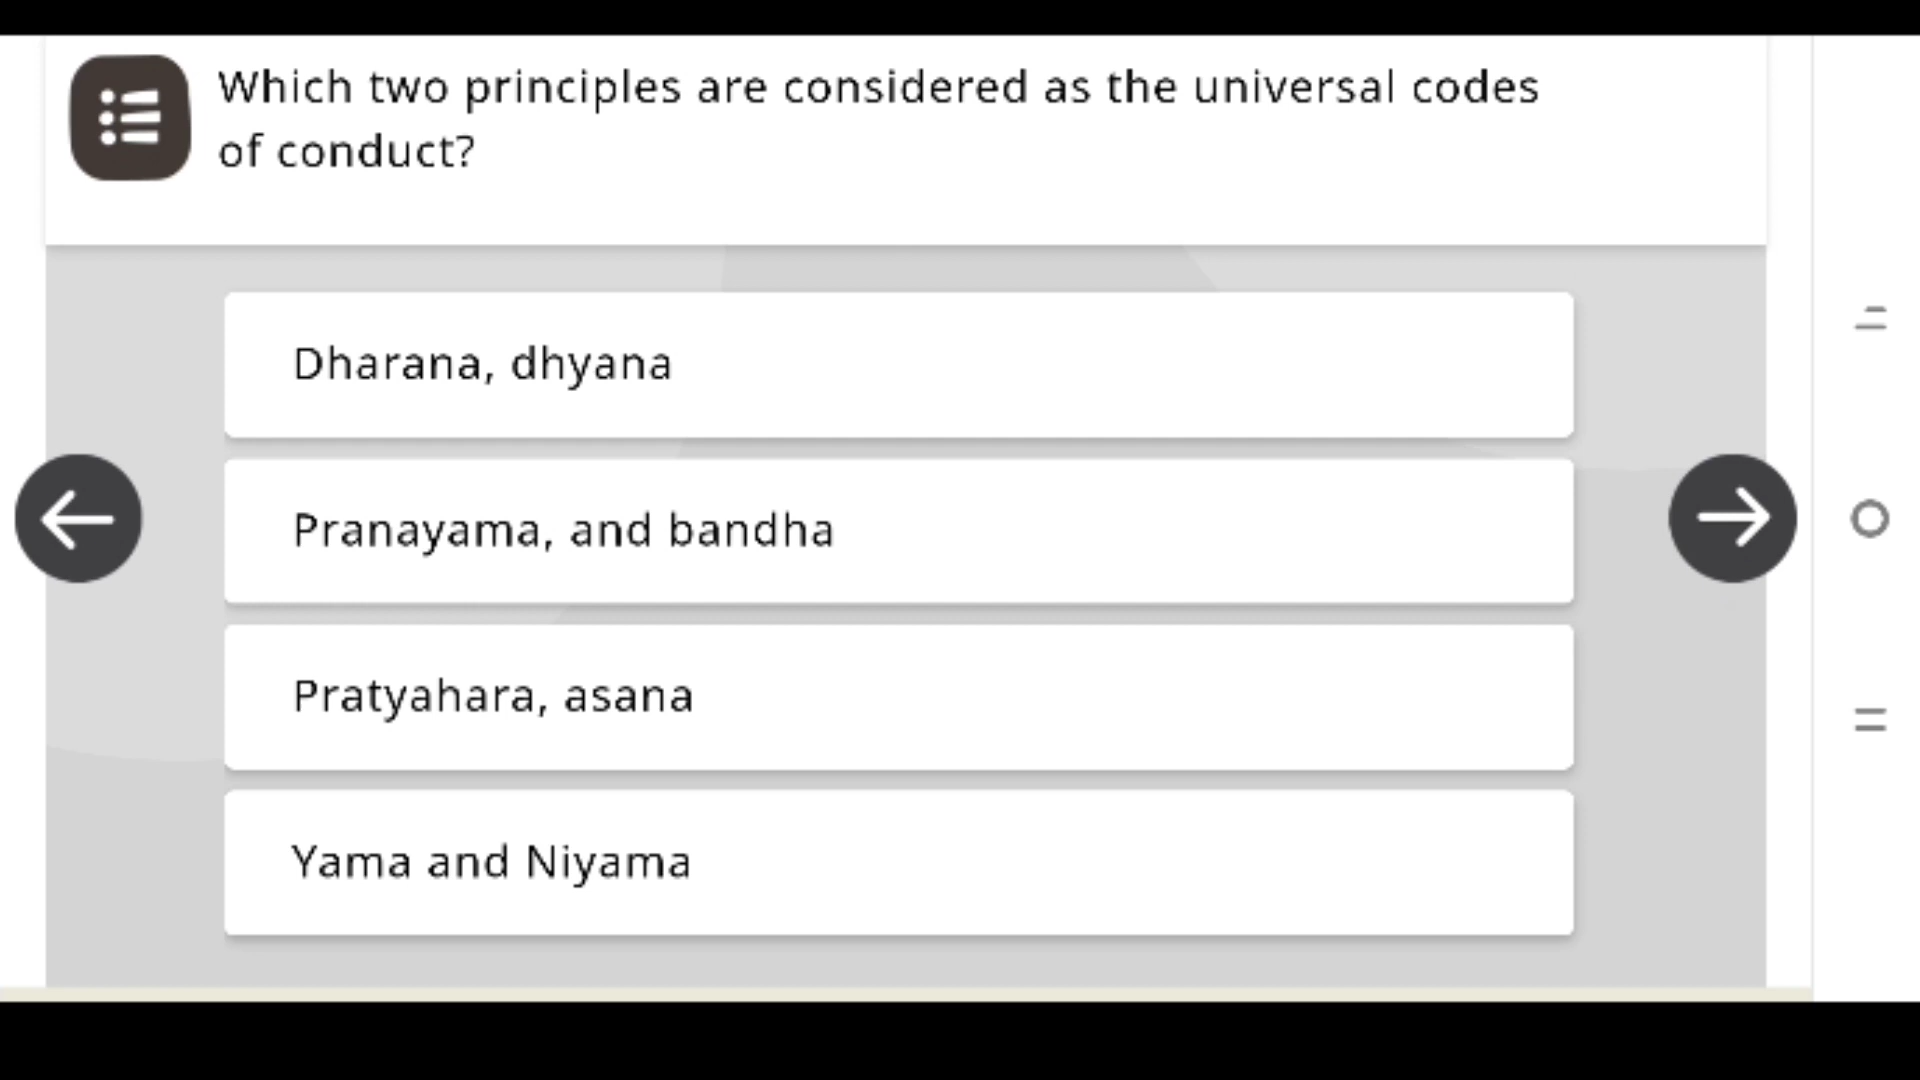 Which two principles are considered as the universal codes
of conduct?
Dharana, dhyana
Pranayama, and bandha
Pratyahara, asana
Yama and Niyama